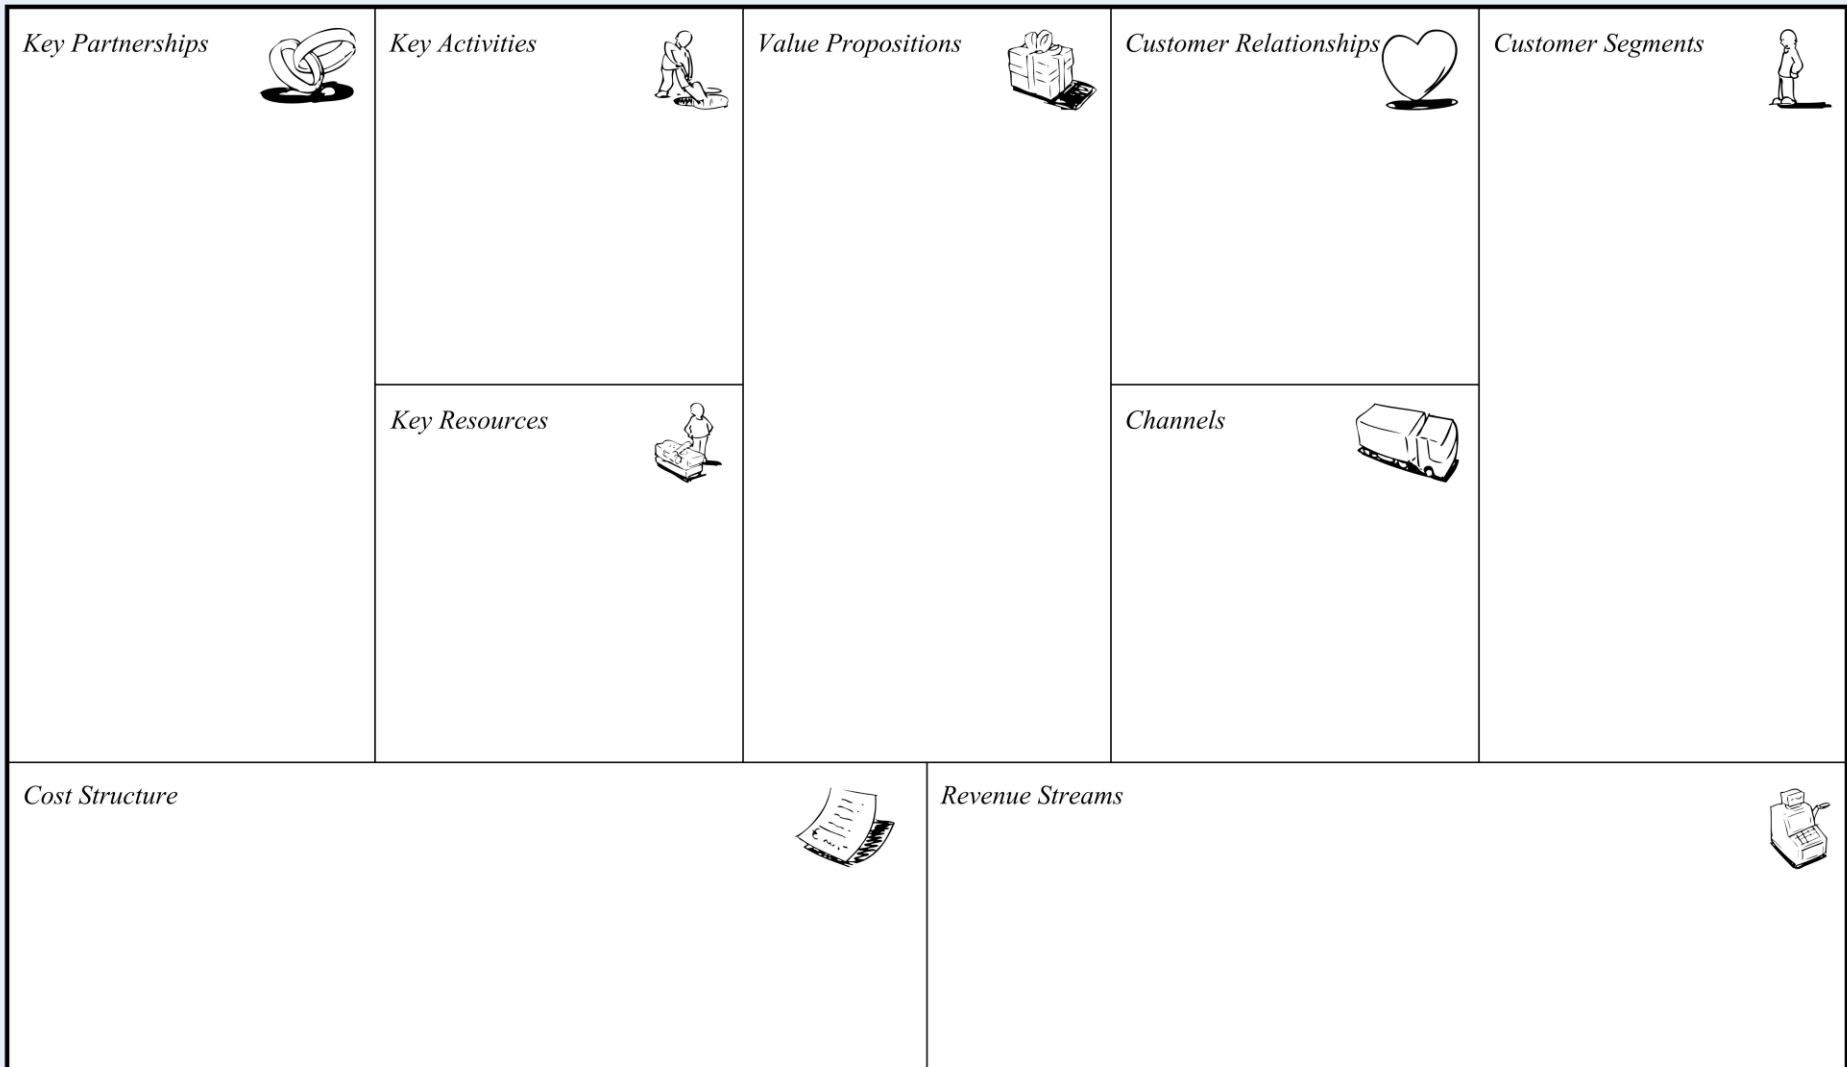 Key Partnerships
Key Activities
Value Propositions
Customer Relationships
Customer Segments
Key Resources
Channels
Cost Structure
Revenue Streams